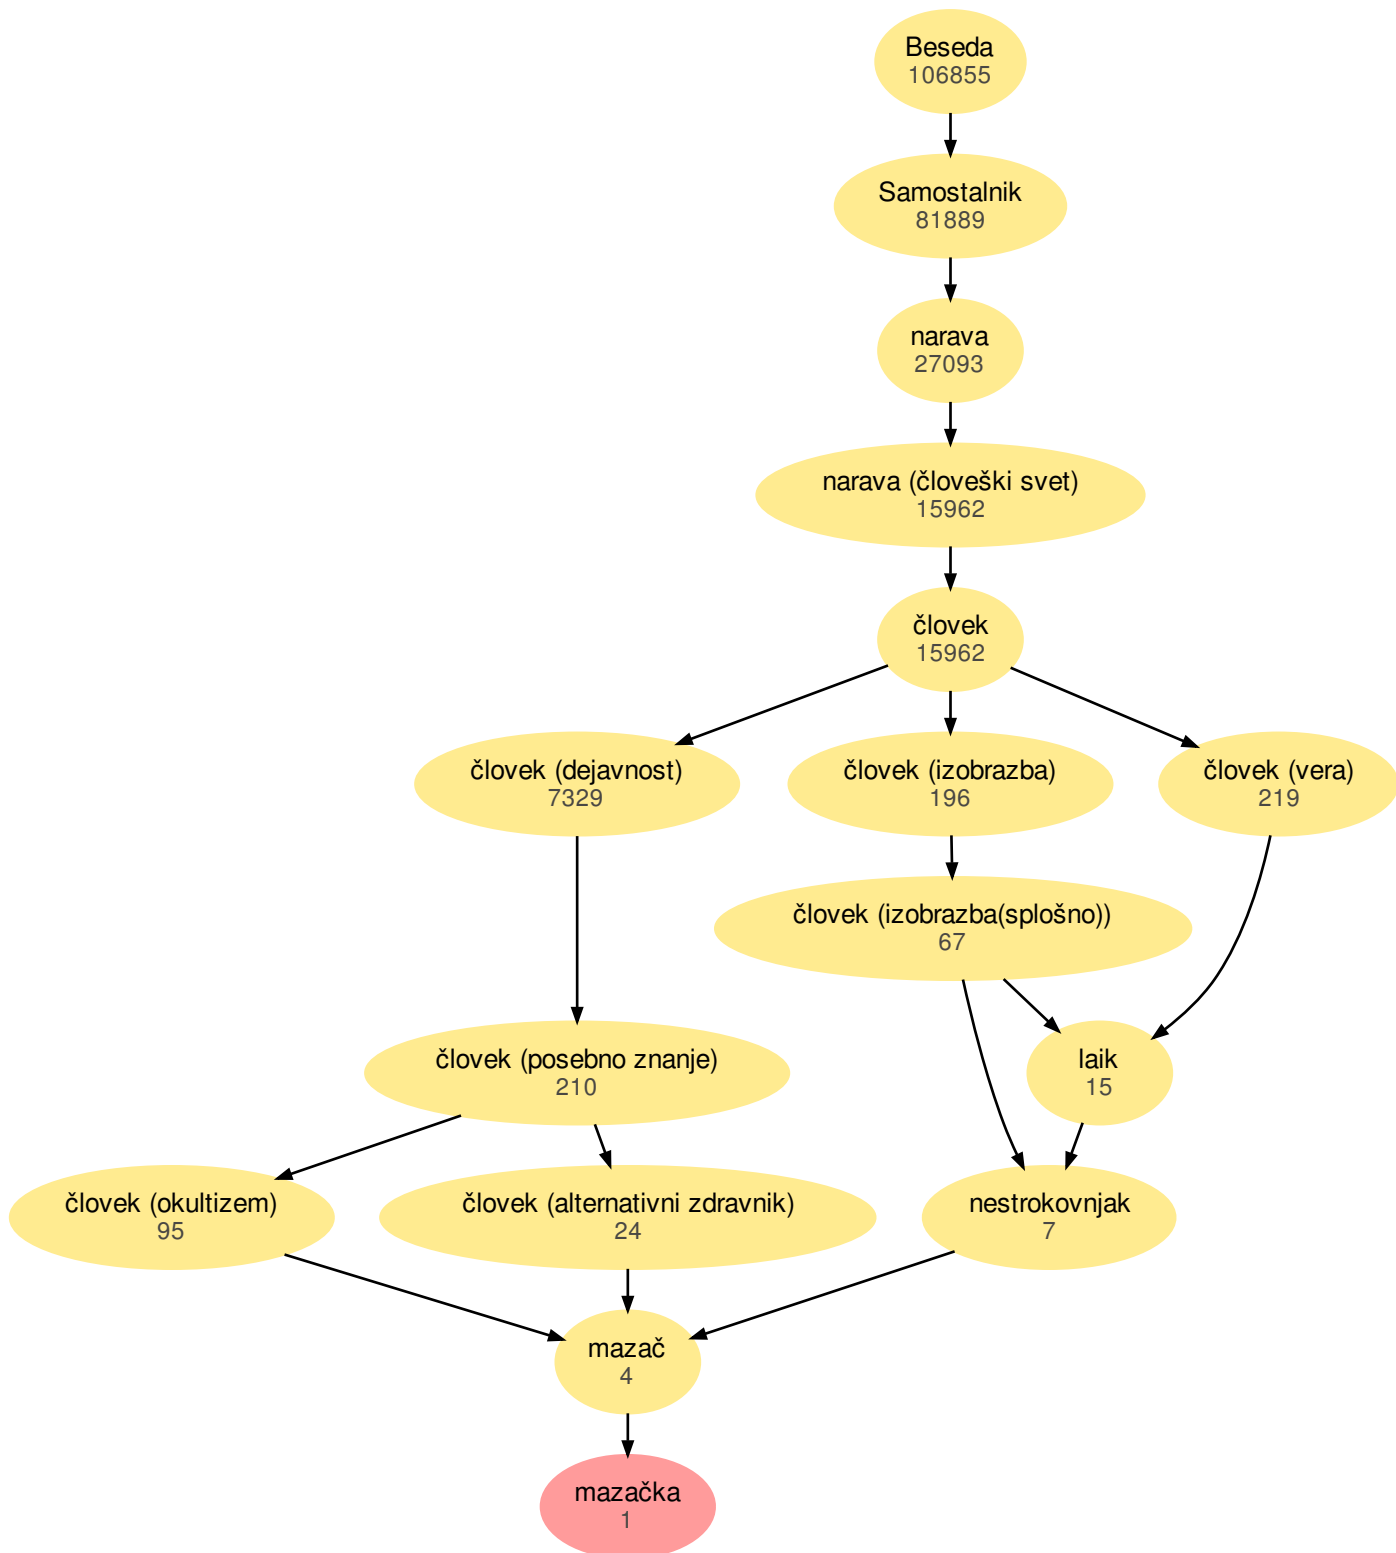 Beseda
106855
Samostalnik
81889
narava
27093
narava (človeški svet)
15962
človek
15962
človek (dejavnost)
7329
človek (izobrazba)
196
človek (vera)
219
človek (izobrazba(splošno))
67
človek (posebno znanje)
210
laik
15
človek (okultizem)
95
človek (alternativni zdravnik)
24
nestrokovnjak
7
mazač
4
mazačka
1